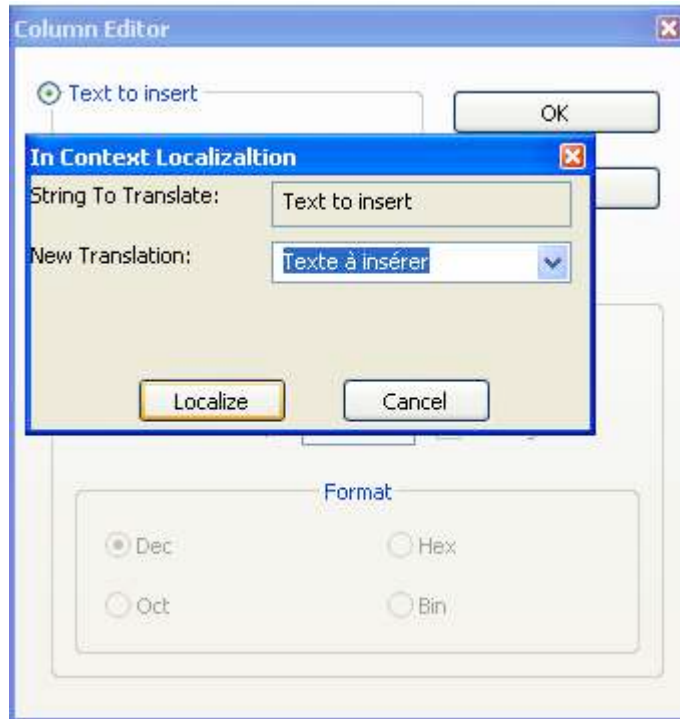 Column Editor
Text to insert
OK
In Context Localizaltion
String To Translate:
Text to insert
New Translation:
Texte à insérer
Localize
Cancel
Format
Dec
Hex
Oct
Bin